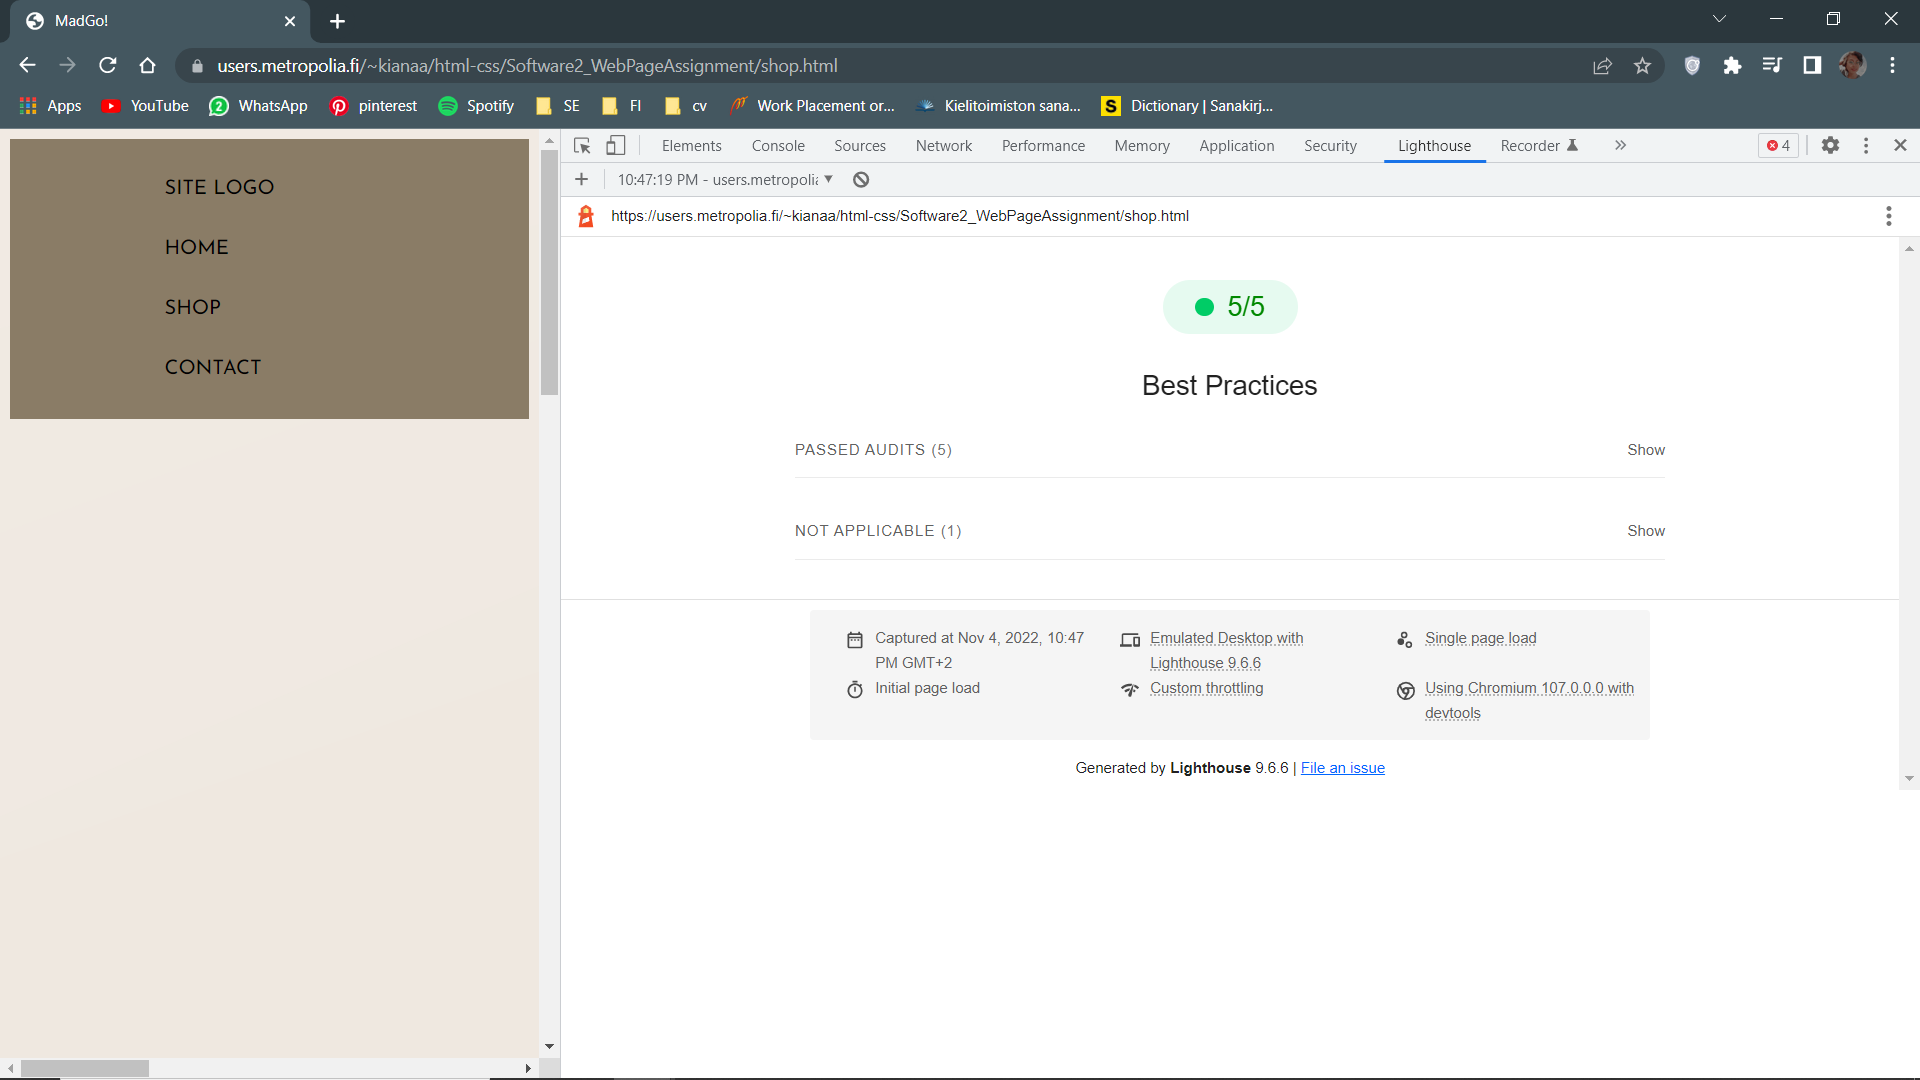 MadGo!
users.metropolia.fi/~kianaa/html-css/Software2_WebPageAssignment/shop.html
Apps YouTube WhatsApp pinterest Spotify SE FI cv Work Placement or... Kielitoimiston sana... Dictionary | Sanakirj...
SITE LOGO
HOME
SHOP
CONTACT
Elements Console Sources Network Performance Memory Application Security Lighthouse Recorder 4
10:47:19 PM - users.metropolia
https://users.metropolia.fi/~kianaa/html-css/Software2_WebPageAssignment/shop.html
5/5
Best Practices
PASSED AUDITS (5) Show
NOT APPLICABLE (1) Show
Captured at Nov 4, 2022, 10:47
PM GMT+2
Emulated Desktop with
Lighthouse 9.6.6
Single page load
Initial page load
Custom throttling
Using Chromium 107.0.0.0 with
devtools
Generated by Lighthouse 9.6.6 | File an issue